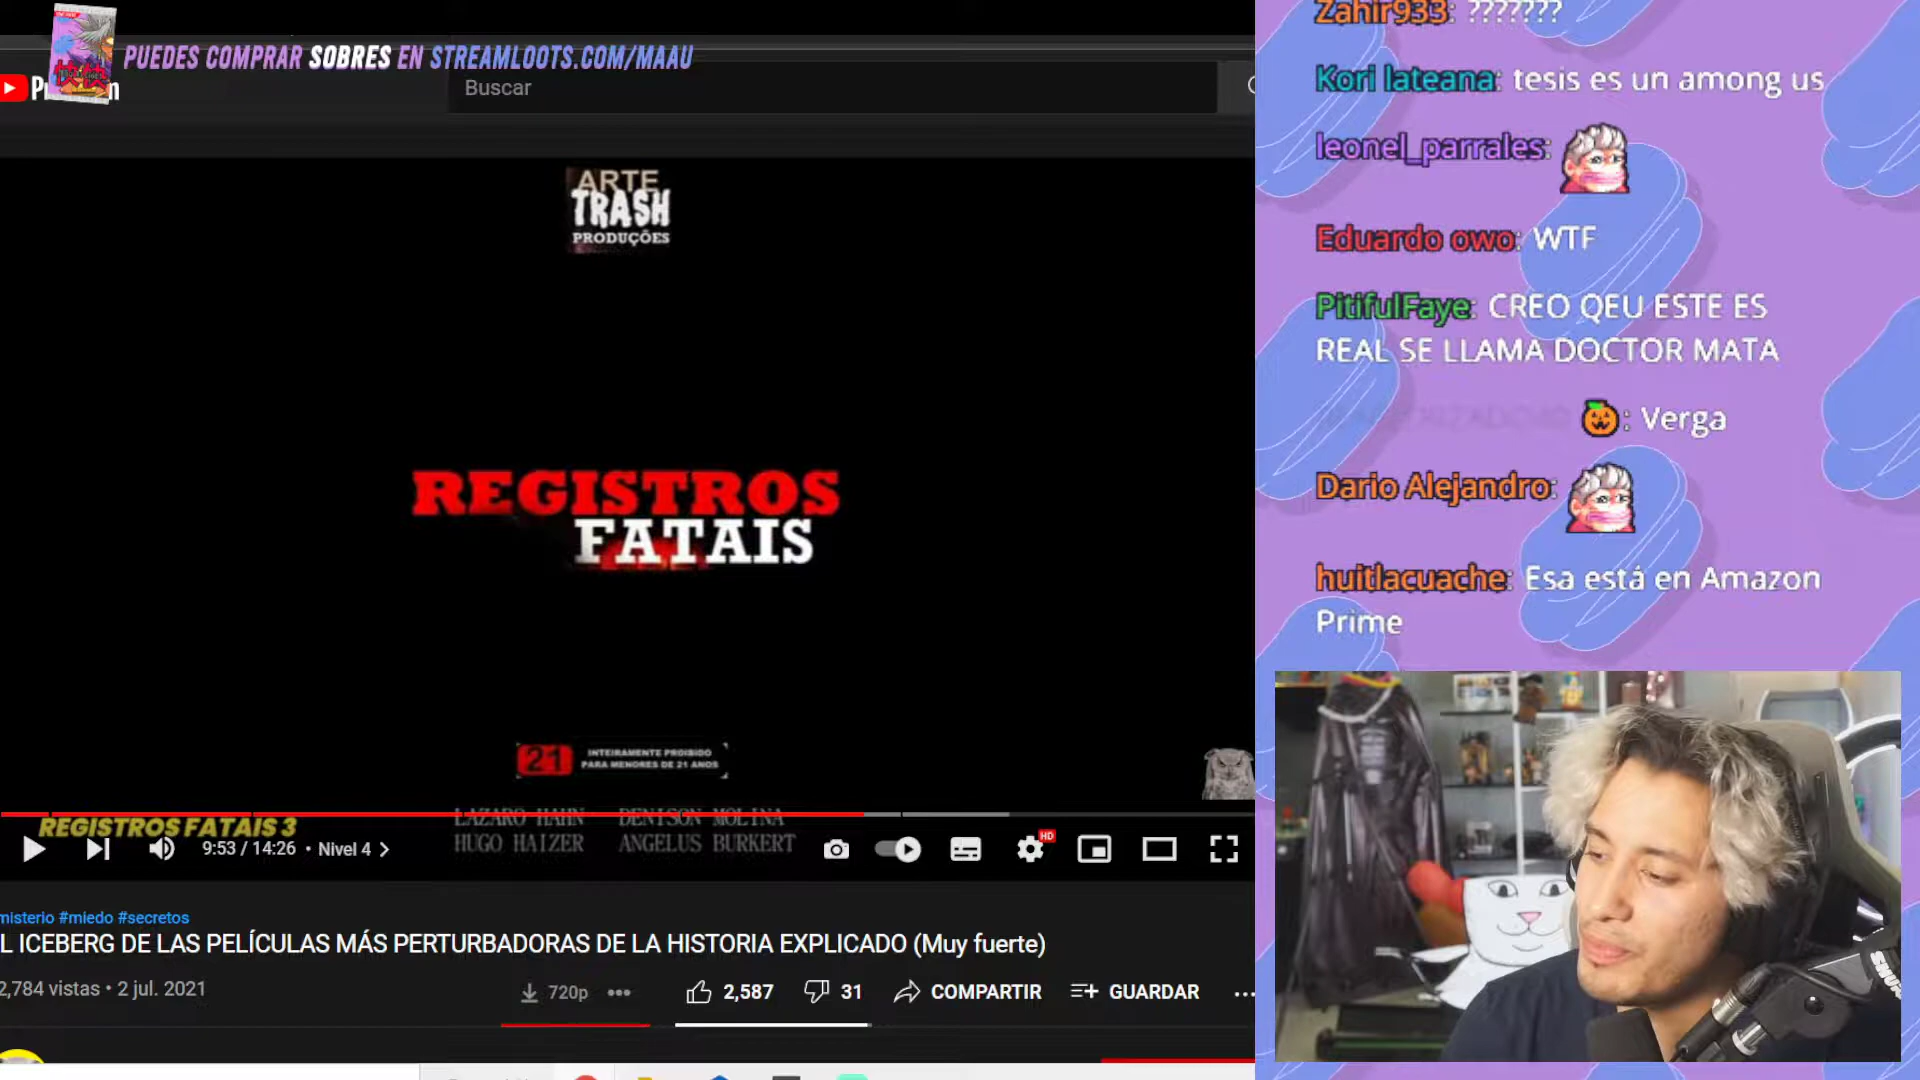 PUEDES COMPRAR SOBRES EN STREAMLOOTS.COM/MAAU
Buscar
ARTE
TRASH
PRODUÇÕES
REGISTROS
FATAIS
21 INTEIRAMENTE PROIBIDO
PARA MENORES DE 21 ANOS
LAZARO HAHN DENISON MOLINA
HUGO HAIZER ANGELUS BURKERT
REGISTROS FATAIS 3
9:53 / 14:26 • Nivel 4
HD
misterio #miedo #secretos
L ICEBERG DE LAS PELÍCULAS MÁS PERTURBADORAS DE LA HISTORIA EXPLICADO (Muy fuerte)
2,784 vistas • 2 jul. 2021
720p
2,587
31
COMPARTIR
GUARDAR
Zahir933: ???????
Kori lateana: tesis es un among us
leonel_parrales:
Eduardo owo: WTF
PitifulFaye: CREO QEU ESTE ES
REAL SE LLAMA DOCTOR MATA
: Verga
Dario Alejandro:
huitlacuache: Esa está en Amazon
Prime
SHUR